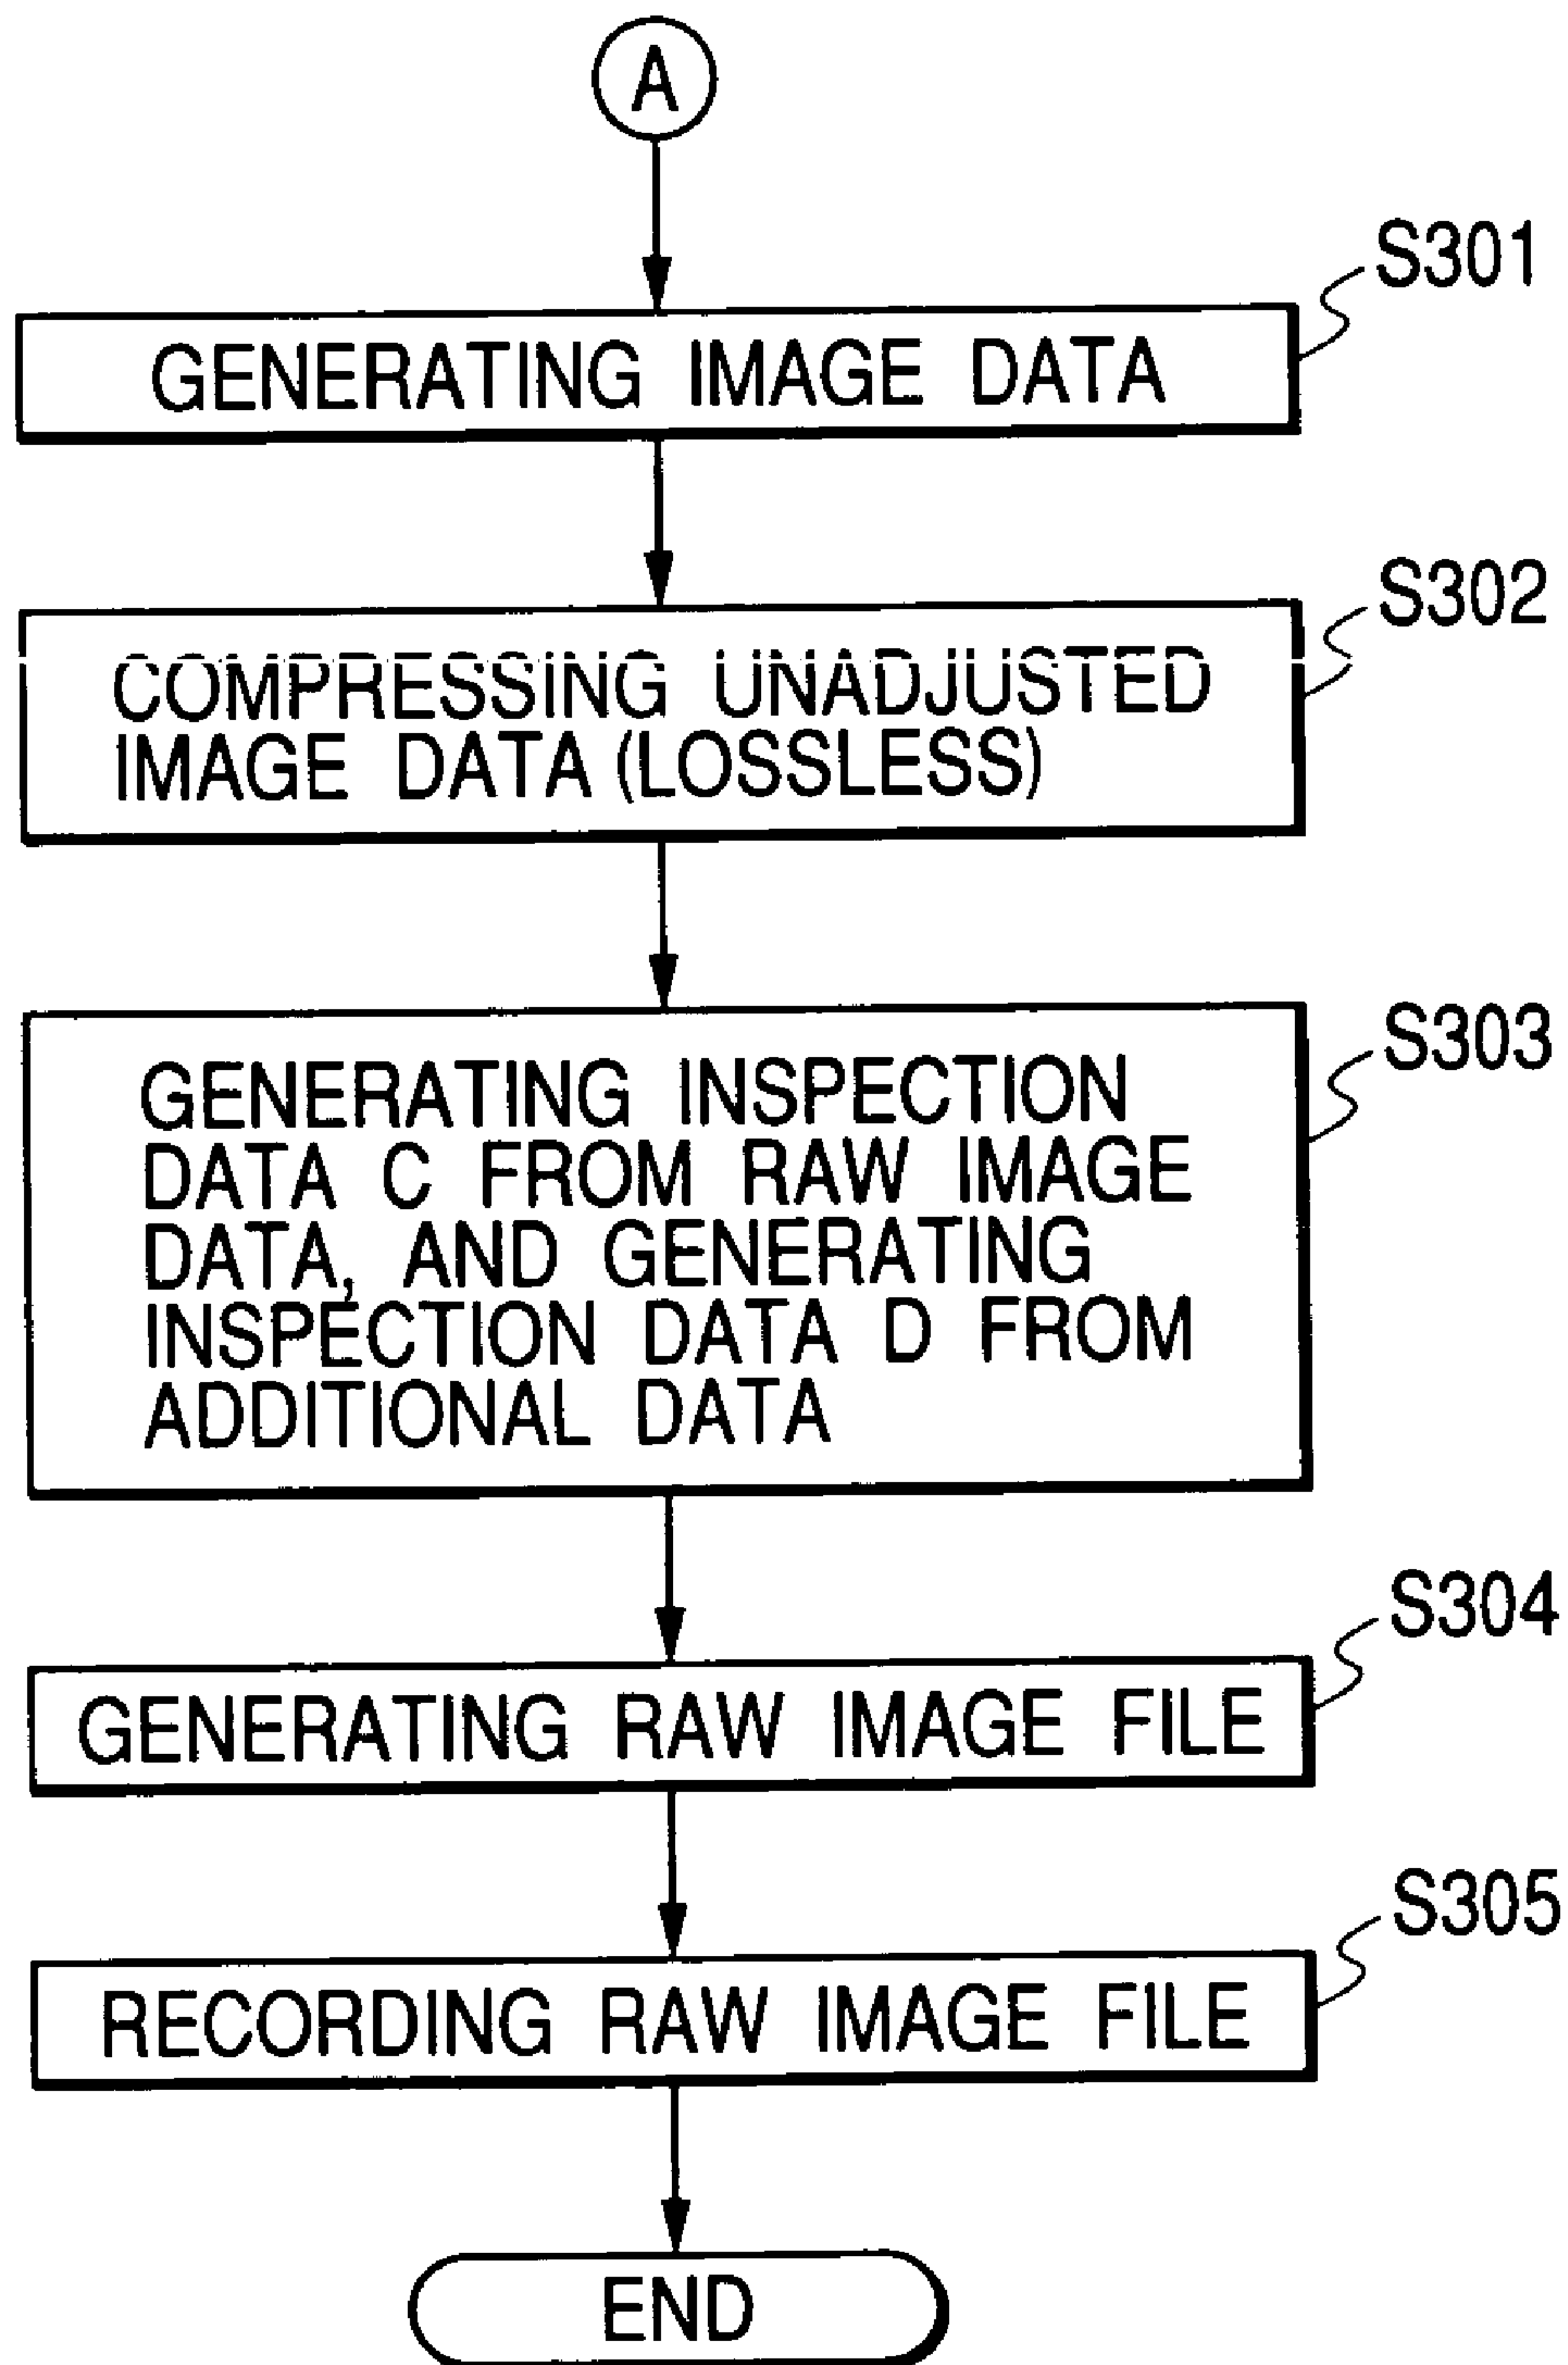 A
S301
GENERATING IMAGE DATA
S302
COMPRESSING UNADJUSTED
IMAGE DATA (LOSSLESS)
S303
GENERATING INSPECTION
DATA C FROM RAW IMAGE
DATA, AND GENERATING
INSPECTION DATA D FROM
ADDITIONAL DATA
S304
GENERATING RAW IMAGE FILE
S305
RECORDING RAW IMAGE FILE
END